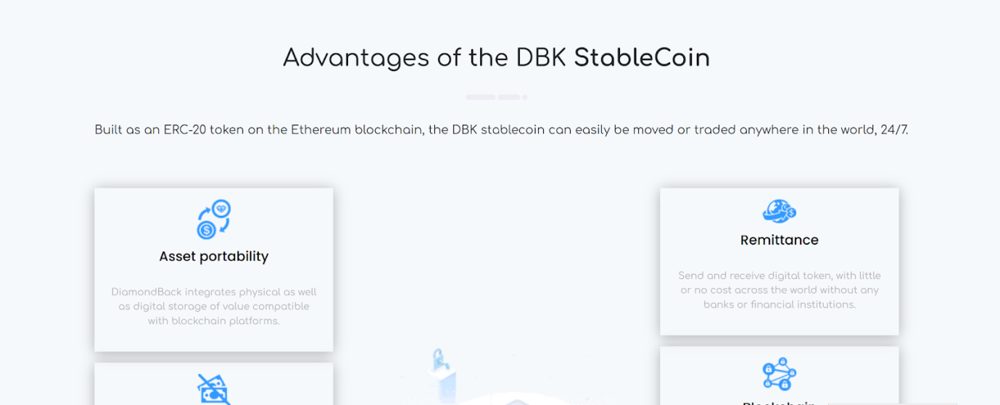 Advantages of the DBK StableCoin
Built as an ERC-20 token on the Ethereum blockchain, the DBK stablecoin can easily be moved or traded anywhere in the world, 24/7.
Asset portability
DiamondBack integrates physical as well
as digital storage of value compatible
with blockchain platforms.
Remittance
Send and receive digital token, with little
or no cost across the world without any
banks or financial institutions.
Blockchain